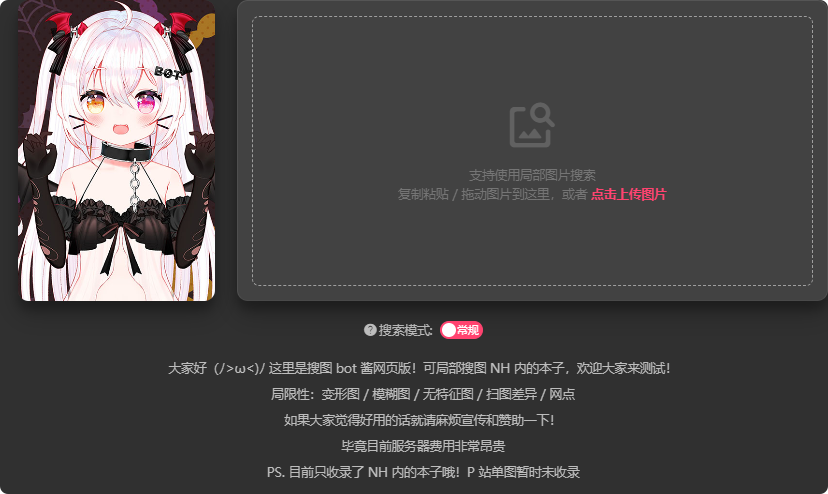 BOT
支持使用局部图片搜索
复制粘贴 / 拖动图片到这里，或者 点击上传图片
搜索模式: 常规
大家好（ﾉ>ω<)ﾉ 这里是搜图 bot 酱网页版！可局部搜图 NH 内的本子，欢迎大家来测试！
局限性：变形图 / 模糊图 / 无特征图 / 扫图差异 / 网点
如果大家觉得好用的话就请麻烦宣传和赞助一下！
毕竟目前服务器费用非常昂贵
PS. 目前只收录了 NH 内的本子哦！P 站单图暂时未收录